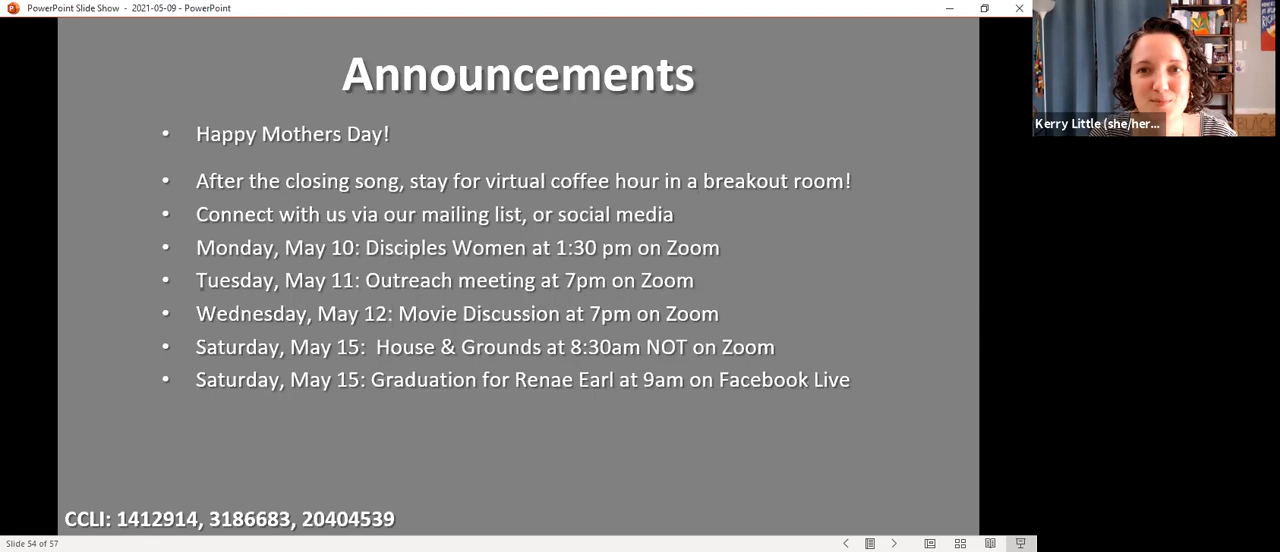 PowerPoint Slide Show - 2021-05-09 - PowerPoint
Announcements
• Happy Mothers Day!
• After the closing song, stay for virtual coffee hour in a breakout room!
• Connect with us via our mailing list, or social media
• Monday, May 10: Disciples Women at 1:30 pm on Zoom
• Tuesday, May 11: Outreach meeting at 7pm on Zoom
• Wednesday, May 12: Movie Discussion at 7pm on Zoom
• Saturday, May 15:  House & Grounds at 8:30am NOT on Zoom
• Saturday, May 15: Graduation for Renae Earl at 9am on Facebook Live
CCLI: 1412914, 3186683, 20404539
Slide 54 of 57
Kerry Little (she/her...
BLACK